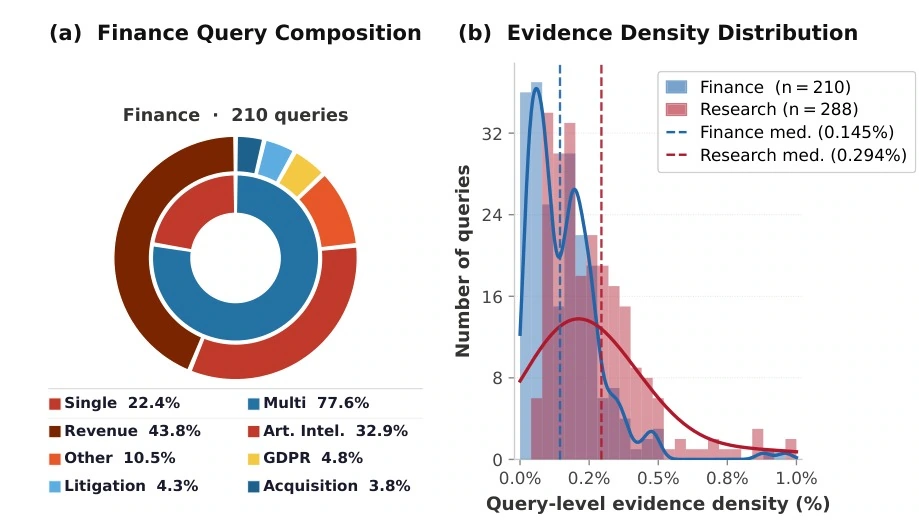 (a)  Finance Query Composition
Finance · 210 queries
Single 22.4%
Multi 77.6%
Revenue 43.8%
Art. Intel. 32.9%
Other 10.5%
GDPR 4.8%
Litigation 4.3%
Acquisition 3.8%
(b)  Evidence Density Distribution
Finance (n = 210)
Research (n = 288)
Finance med. (0.145%)
Research med. (0.294%)
Number of queries
32
24
16
8
0
0.0% 0.2% 0.5% 0.8% 1.0%
Query-level evidence density (%)